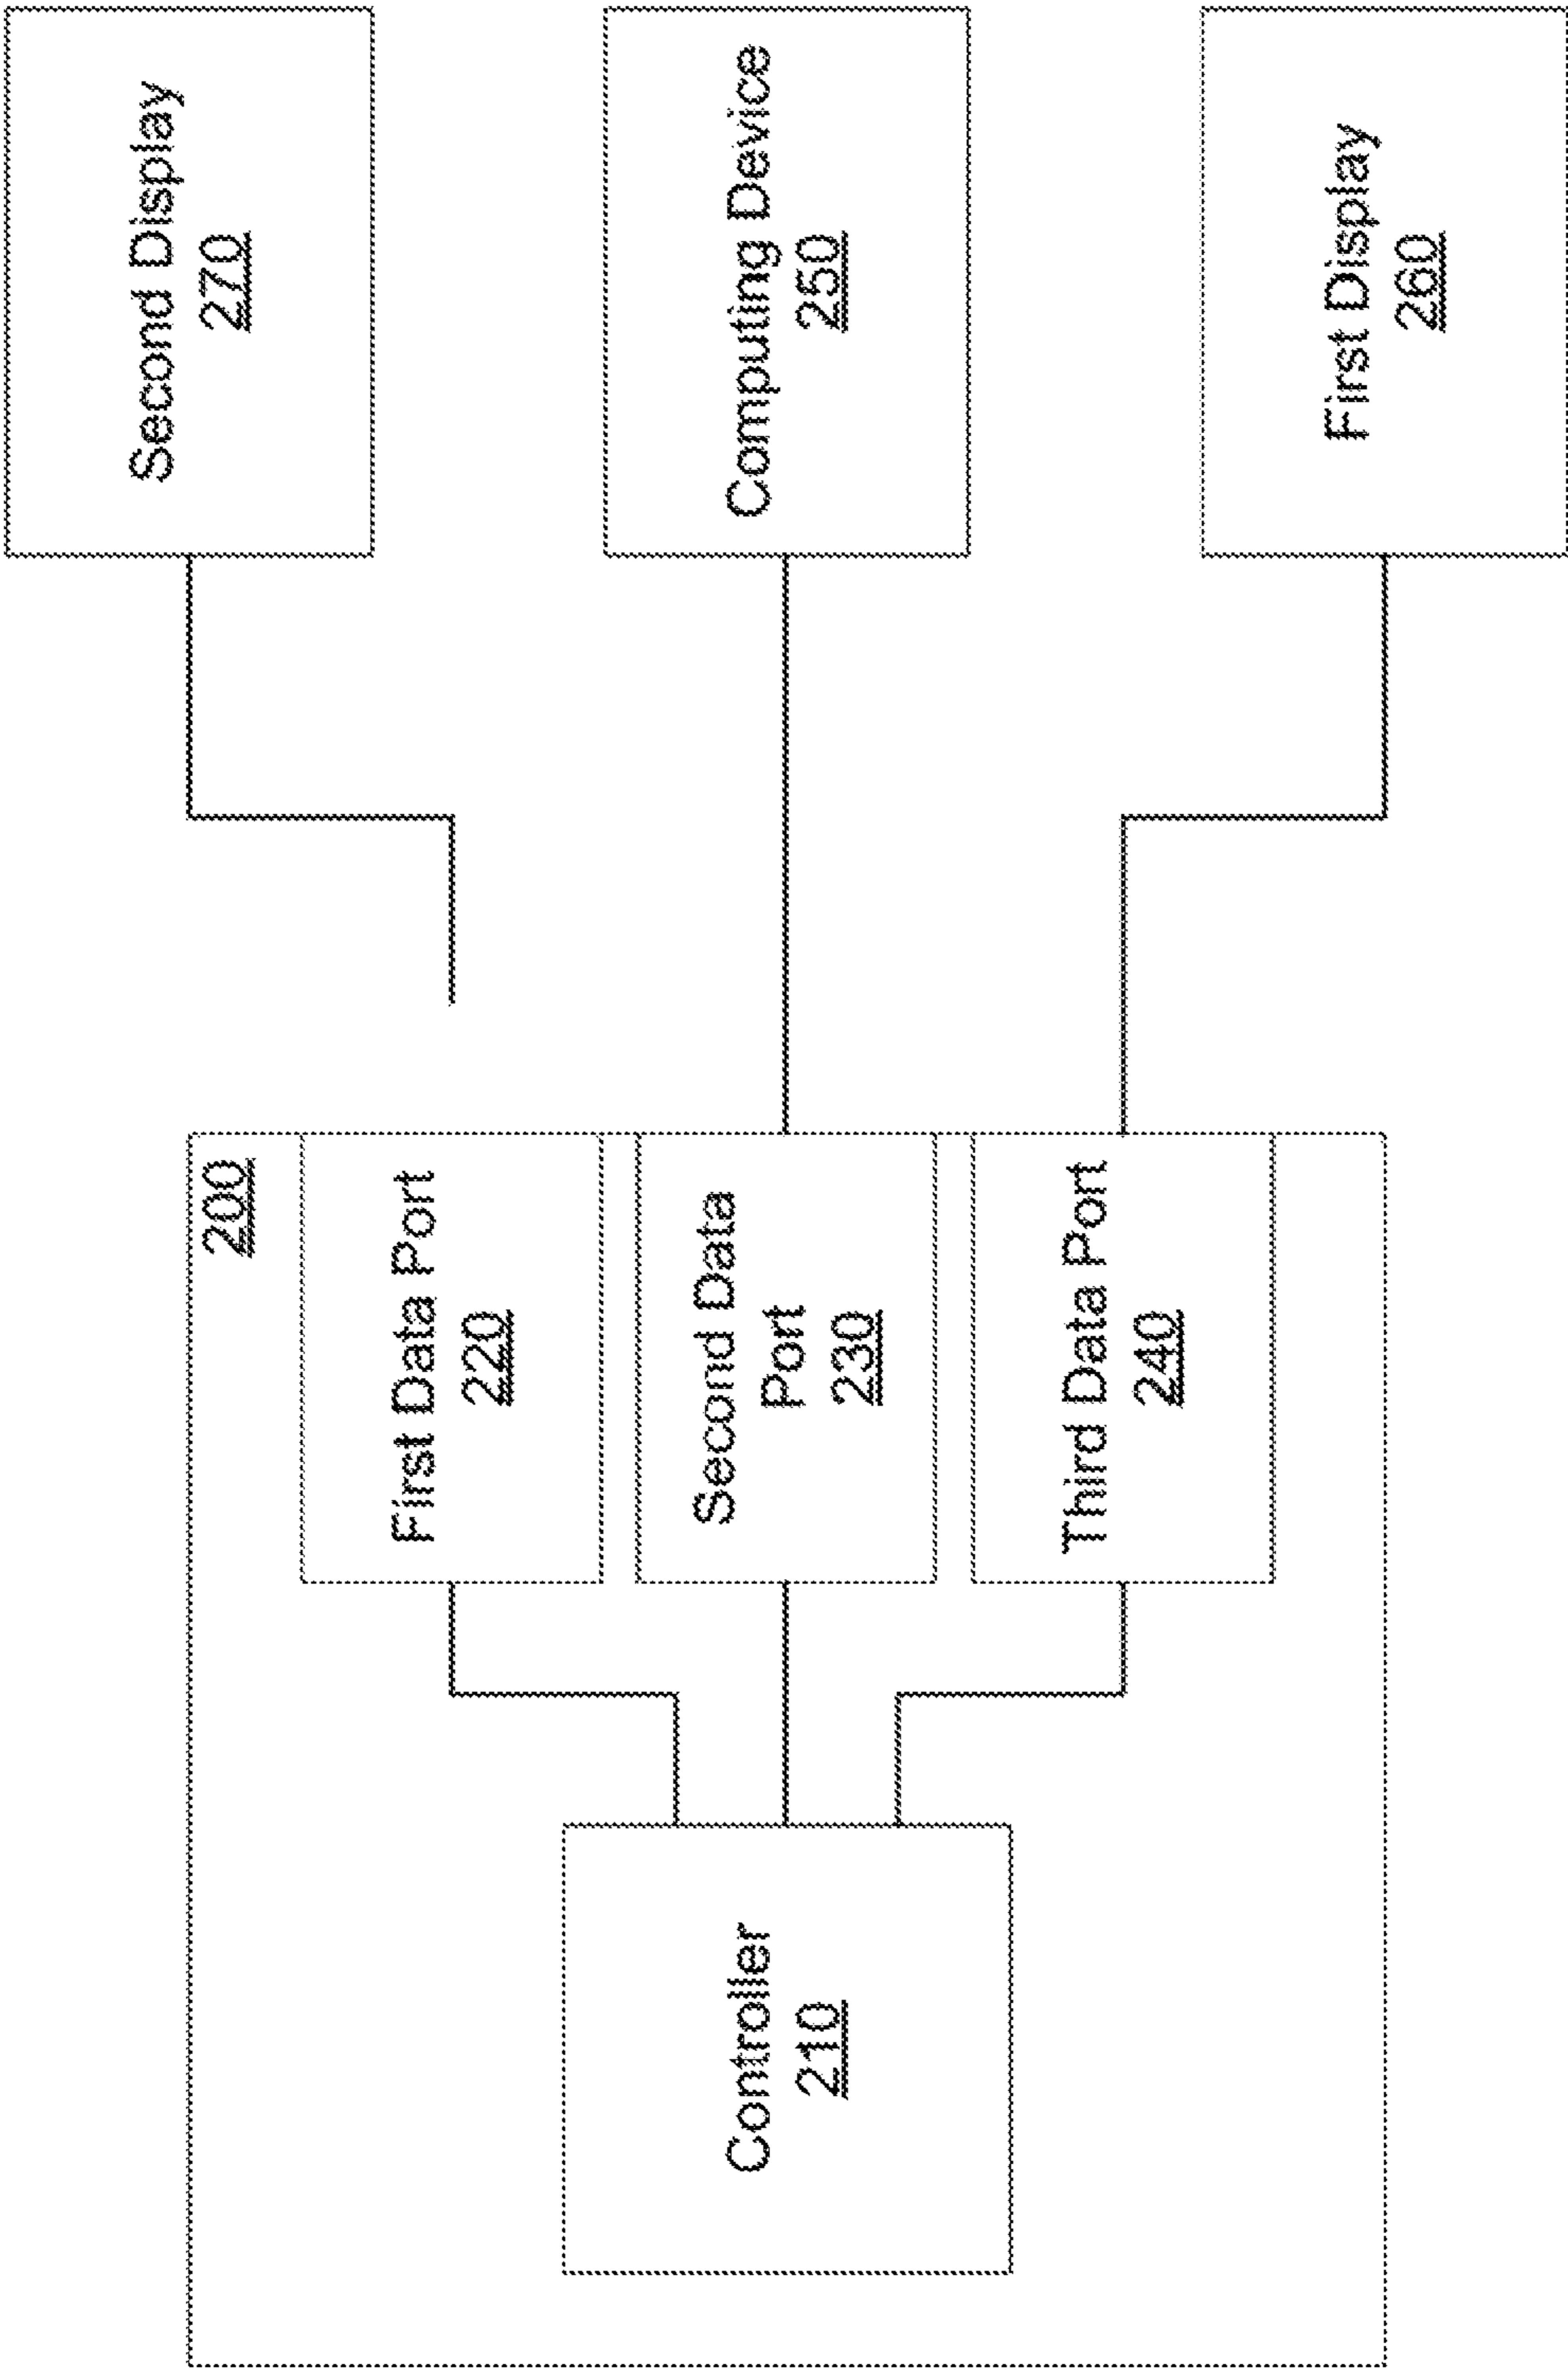 200
Controller
210
First Data Port
220
Second Data
Port
230
Third Data Port
240
Second Display
270
Computing Device
250
First Display
260